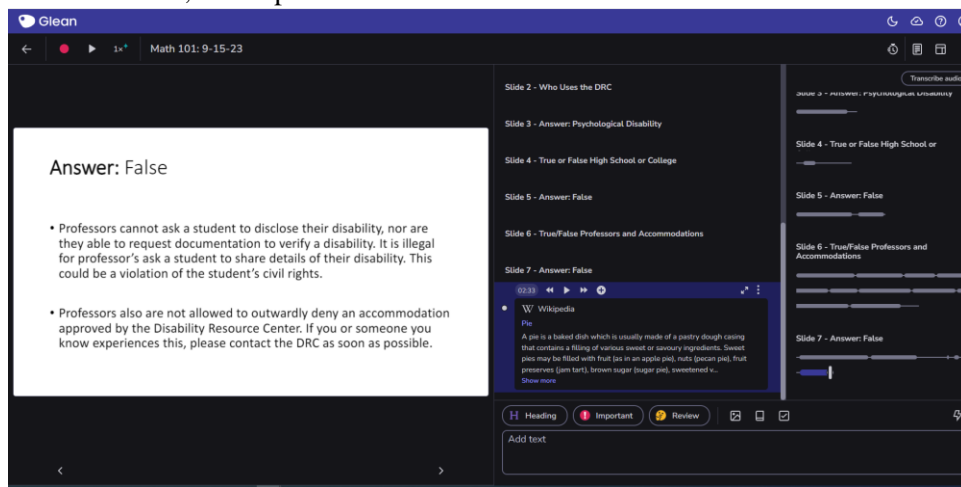 Glean
1x+ Math 101: 9-15-23
Answer: False
• Professors cannot ask a student to disclose their disability, nor are
they able to request documentation to verify a disability. It is illegal
for professor's ask a student to share details of their disability. This
could be a violation of the student's civil rights.
• Professors also are not allowed to outwardly deny an accommodation
approved by the Disability Resource Center. If you or someone you
know experiences this, please contact the DRC as soon as possible.
Slide 2 - Who Uses the DRC
Slide 3 - Answer: Psychological Disability
Slide 4 - True or False High School or College
Slide 5 - Answer: False
Slide 6 - True/False Professors and Accommodations
Slide 7 - Answer: False
02:33
W Wikipedia
Pie
A pie is a baked dish which is usually made of a pastry dough casing
that contains a filling of various sweet or savoury ingredients. Sweet
pies may be filled with fruit (as in an apple pie), nuts (pecan pie), fruit
preserves (jam tart), brown sugar (sugar pie), sweetened v...
Show more
H Heading
Important
Review
Add text
Transcribe audio
Slide 3 - Answer: Psychological Disability
Slide 4 - True or False High School or
Slide 5 - Answer: False
Slide 6 - True/False Professors and
Accommodations
Slide 7 - Answer: False